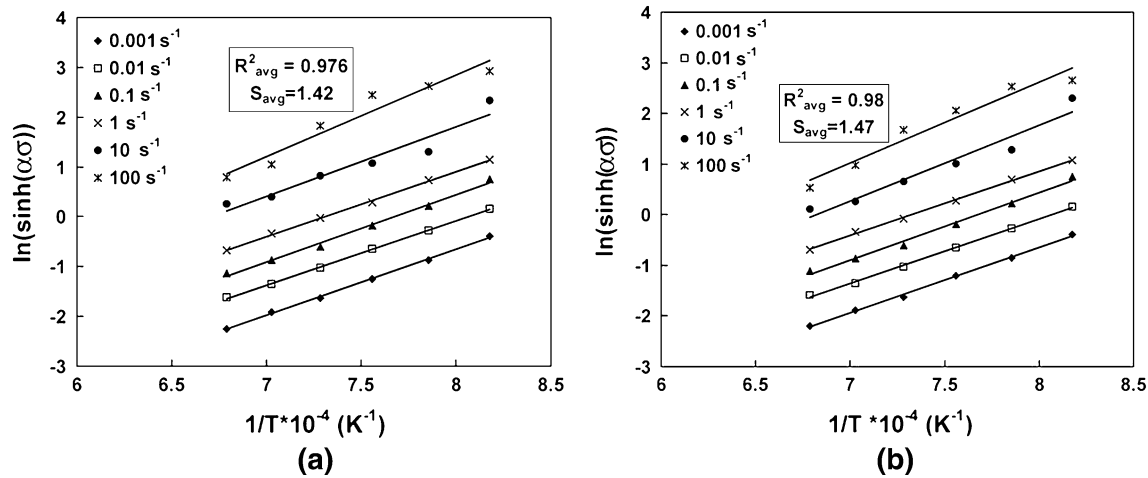 4
3
2
1
0
-1
-2
-3
ln(sinh(ασ))
0.001 s⁻¹
0.01 s⁻¹
0.1 s⁻¹
1 s⁻¹
10 s⁻¹
100 s⁻¹
R²avg = 0.976
Savg=1.42
6 6.5 7 7.5 8 8.5
1/T*10⁻⁴ (K⁻¹)
(a)
4
3
2
1
0
-1
-2
-3
ln(sinh(ασ))
0.001 s⁻¹
0.01 s⁻¹
0.1 s⁻¹
1 s⁻¹
10 s⁻¹
100 s⁻¹
R²avg = 0.98
Savg=1.47
6 6.5 7 7.5 8 8.5
1/T *10⁻⁴ (K⁻¹)
(b)